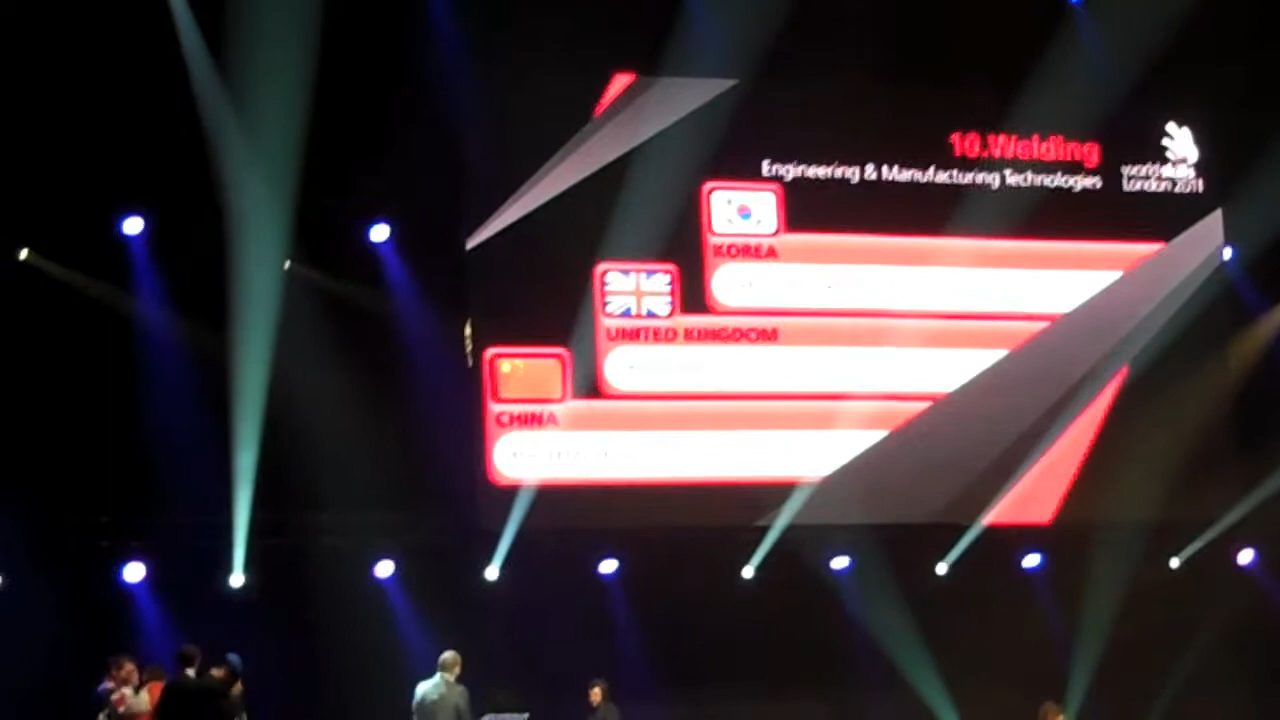 10.Welding
Engineering & Manufacturing Technologies
worldskills
London 2011
KOREA
UNITED KINGDOM
CHINA